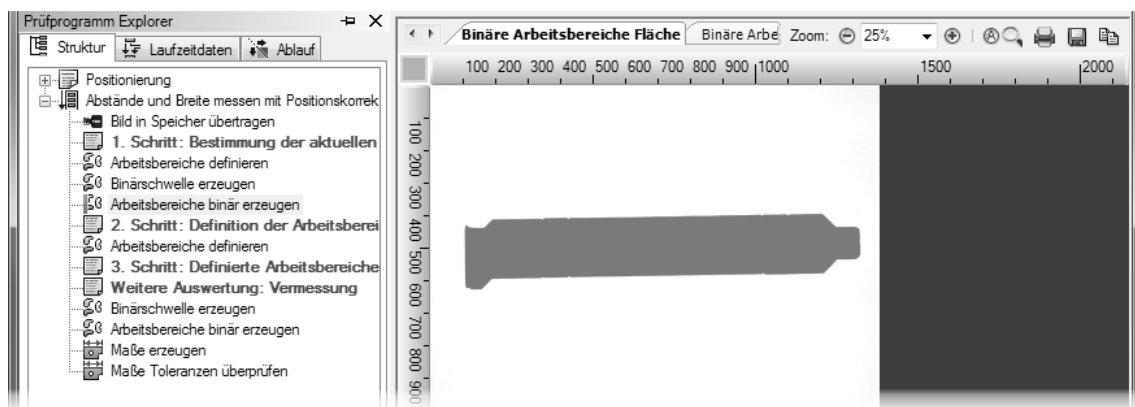 Prüfprogramm Explorer
Struktur Laufzeitdaten Ablauf
Positionierung
Abstände und Breite messen mit Positionskorrek
Bild in Speicher übertragen
1. Schritt: Bestimmung der aktuellen
Arbeitsbereiche definieren
Binärschwelle erzeugen
Arbeitsbereiche binär erzeugen
2. Schritt: Definition der Arbeitsberei
Arbeitsbereiche definieren
3. Schritt: Definierte Arbeitsbereiche
Weitere Auswertung: Vermessung
Binärschwelle erzeugen
Arbeitsbereiche binär erzeugen
Maße erzeugen
Maße Toleranzen überprüfen
Binäre Arbeitsbereiche Fläche Binäre Arbe Zoom: 25%
100 200 300 400 500 600 700 800 900 1000 1500 2000
100
200
300
400
500
600
700
800
900